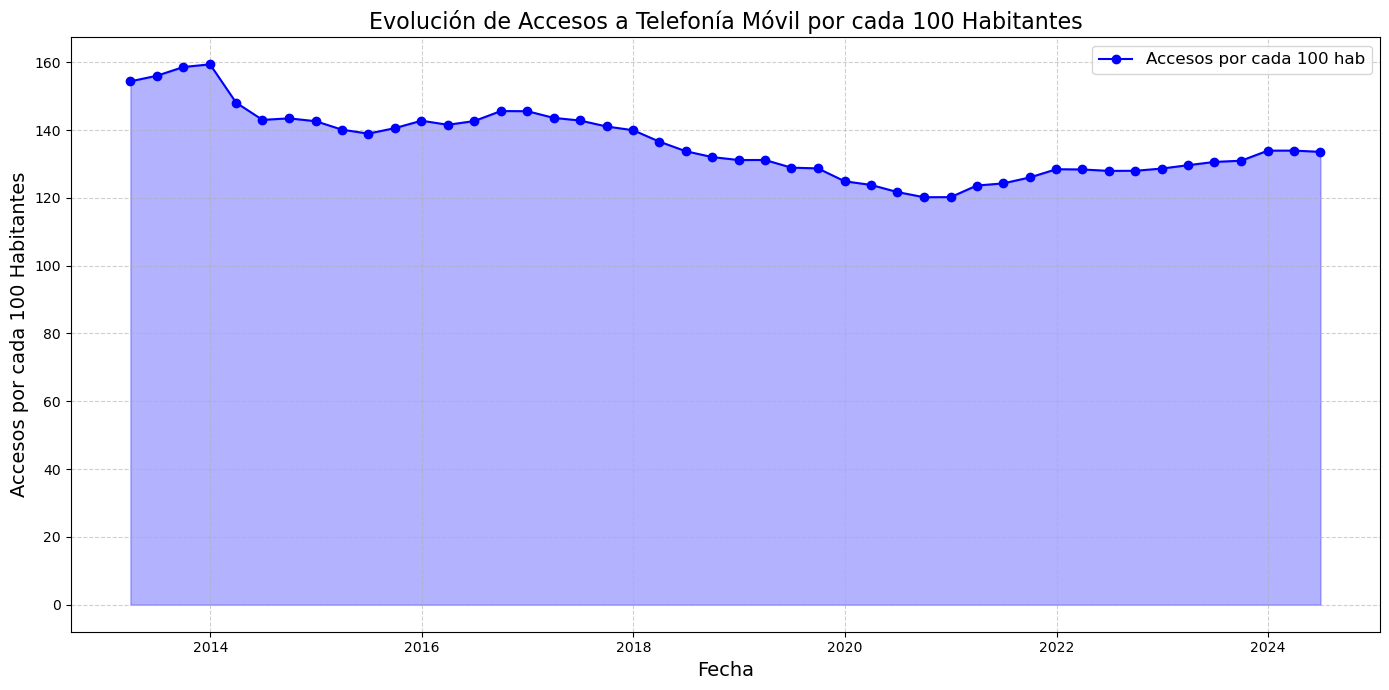 Evolución de Accesos a Telefonía Móvil por cada 100 Habitantes
Accesos por cada 100 hab
Accesos por cada 100 Habitantes
160
140
120
100
80
60
40
20
0
2014 2016 2018 2020 2022 2024
Fecha